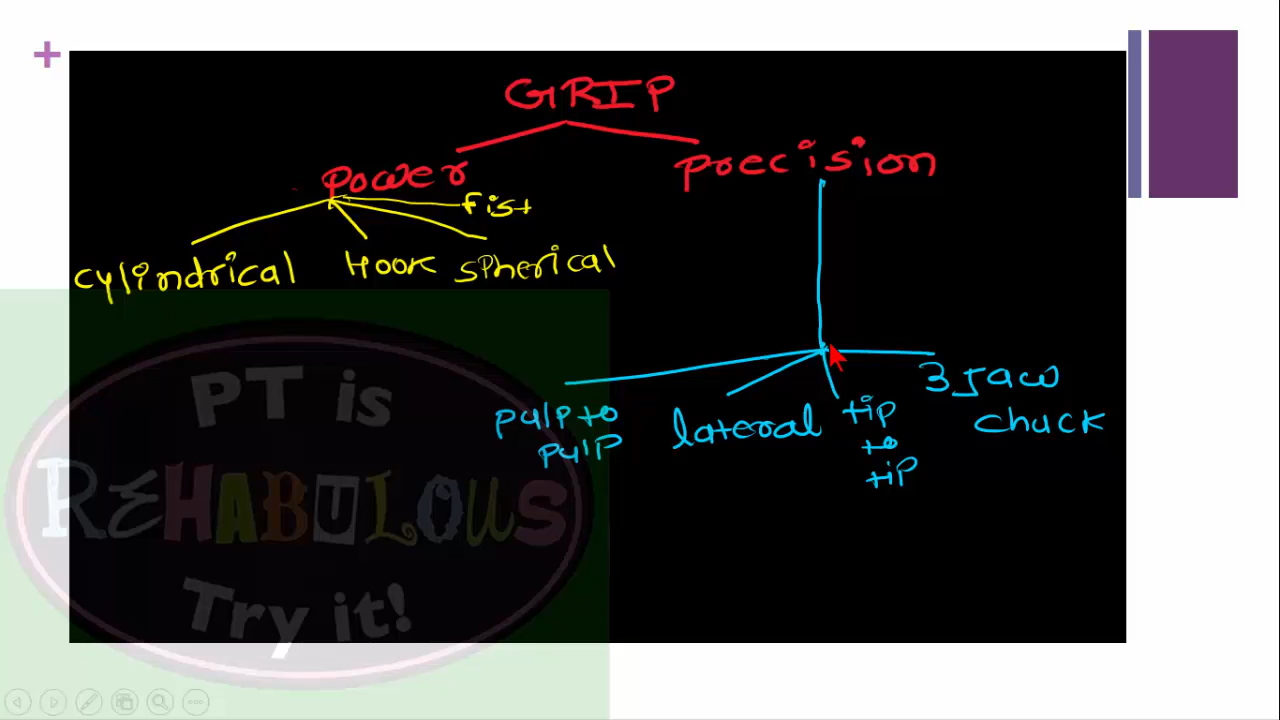 +
GRIP
Power
Precision
fist
Cylindrical
Hook
Spherical
Pulp to
Pulp
lateral
tip
to
tip
3 Jaw
chuck
PT is
REHABULOUS
Try it!